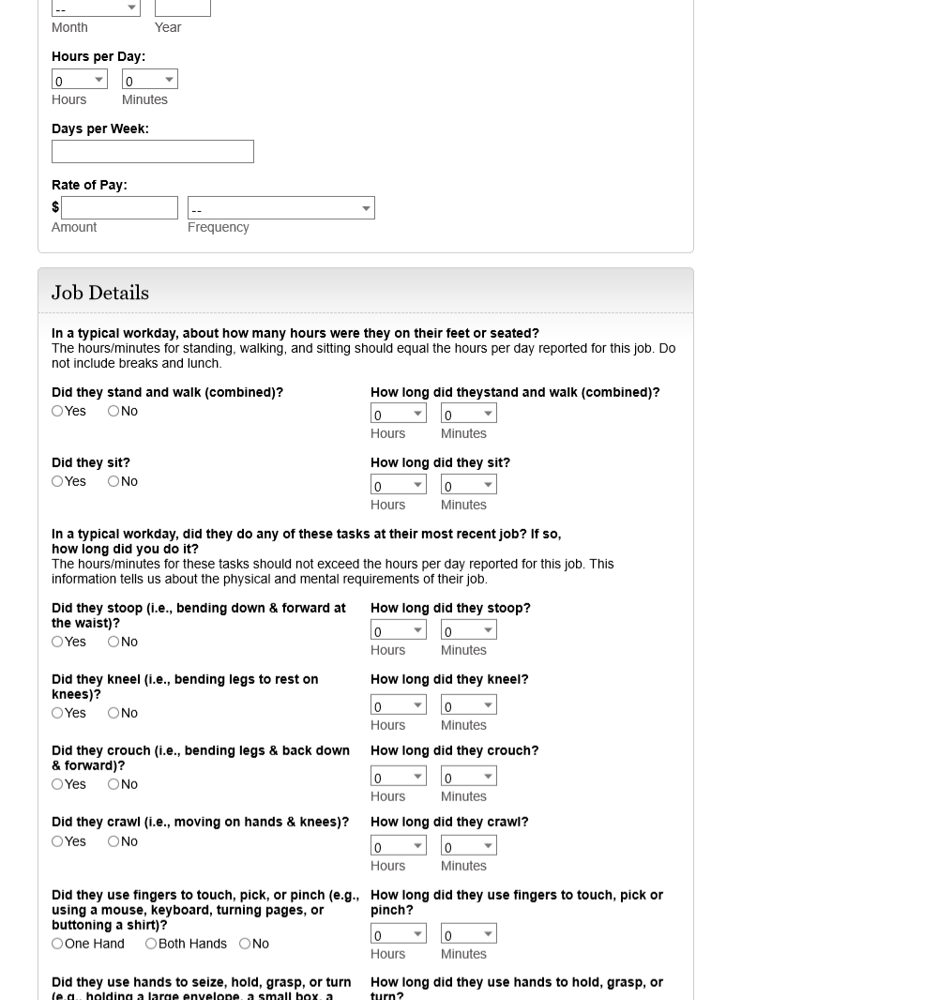 --
Month Year
Hours per Day:
0 0
Hours Minutes
Days per Week:
Rate of Pay:
$ --
Amount Frequency
Job Details
In a typical workday, about how many hours were they on their feet or seated?
The hours/minutes for standing, walking, and sitting should equal the hours per day reported for this job. Do
not include breaks and lunch.
Did they stand and walk (combined)? How long did theystand and walk (combined)?
Yes No 0 0
Hours Minutes
Did they sit? How long did they sit?
Yes No 0 0
Hours Minutes
In a typical workday, did they do any of these tasks at their most recent job? If so,
how long did you do it?
The hours/minutes for these tasks should not exceed the hours per day reported for this job. This
information tells us about the physical and mental requirements of their job.
Did they stoop (i.e., bending down & forward at How long did they stoop?
the waist)? 0 0
Yes No Hours Minutes
Did they kneel (i.e., bending legs to rest on How long did they kneel?
knees)? 0 0
Yes No Hours Minutes
Did they crouch (i.e., bending legs & back down How long did they crouch?
& forward)? 0 0
Yes No Hours Minutes
Did they crawl (i.e., moving on hands & knees)? How long did they crawl?
Yes No 0 0
Hours Minutes
Did they use fingers to touch, pick, or pinch (e.g., How long did they use fingers to touch, pick or
using a mouse, keyboard, turning pages, or pinch?
buttoning a shirt)? 0 0
One Hand Both Hands No Hours Minutes
Did they use hands to seize, hold, grasp, or turn How long did they use hands to hold, grasp, or
(e.g., holding a large envelope, a small box, a turn?